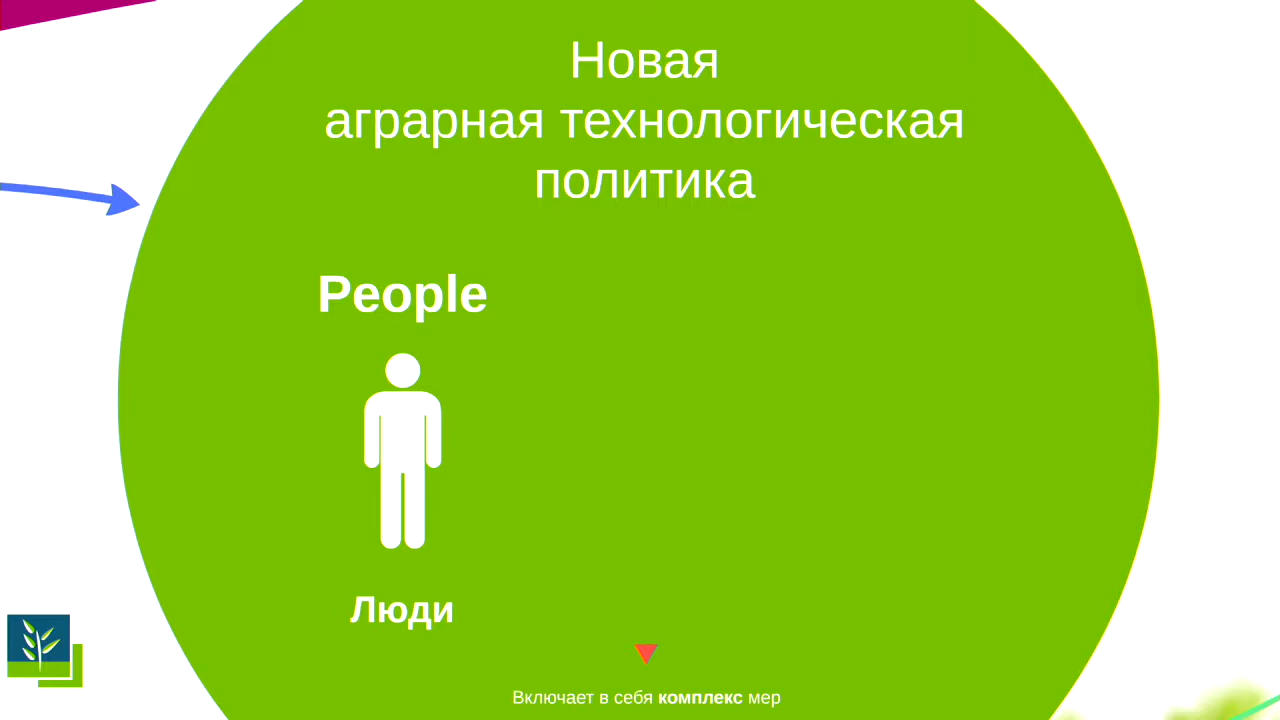 Новая
аграрная технологическая
политика
People
Люди
Включает в себя комплекс мер